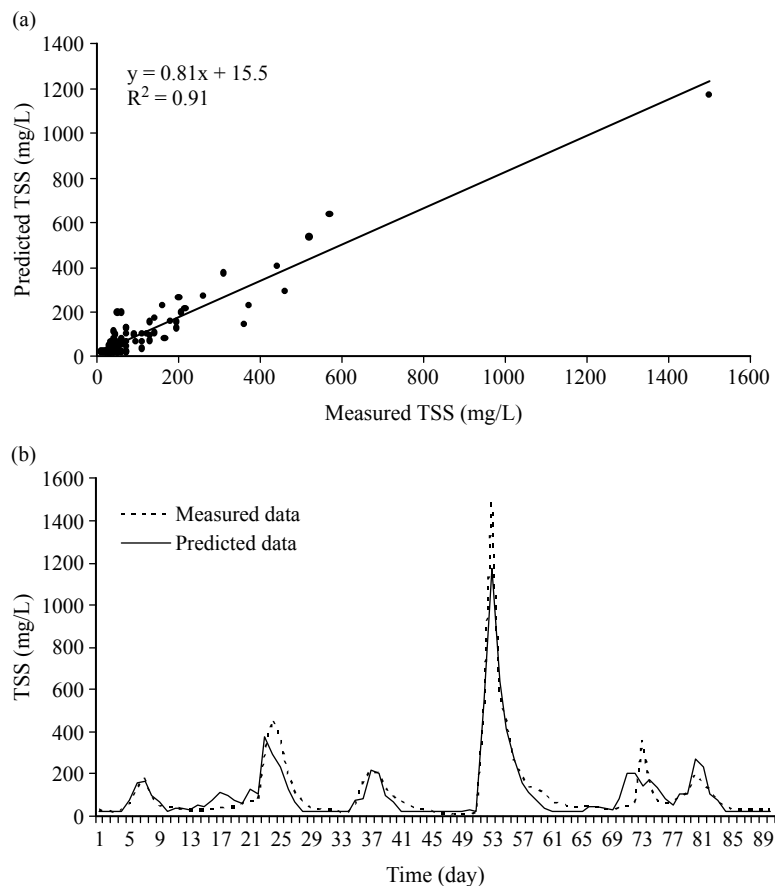 (a)
1400
1200
1000
800
600
400
200
0
y = 0.81x + 15.5
R² = 0.91
Predicted TSS (mg/L)
0 200 400 600 800 1000 1200 1400 1600
Measured TSS (mg/L)
(b)
1600
1400
1200
1000
800
600
400
200
0
Measured data
Predicted data
TSS (mg/L)
1 5 9 13 17 21 25 29 33 37 41 45 49 53 57 61 65 69 73 77 81 85 89
Time (day)